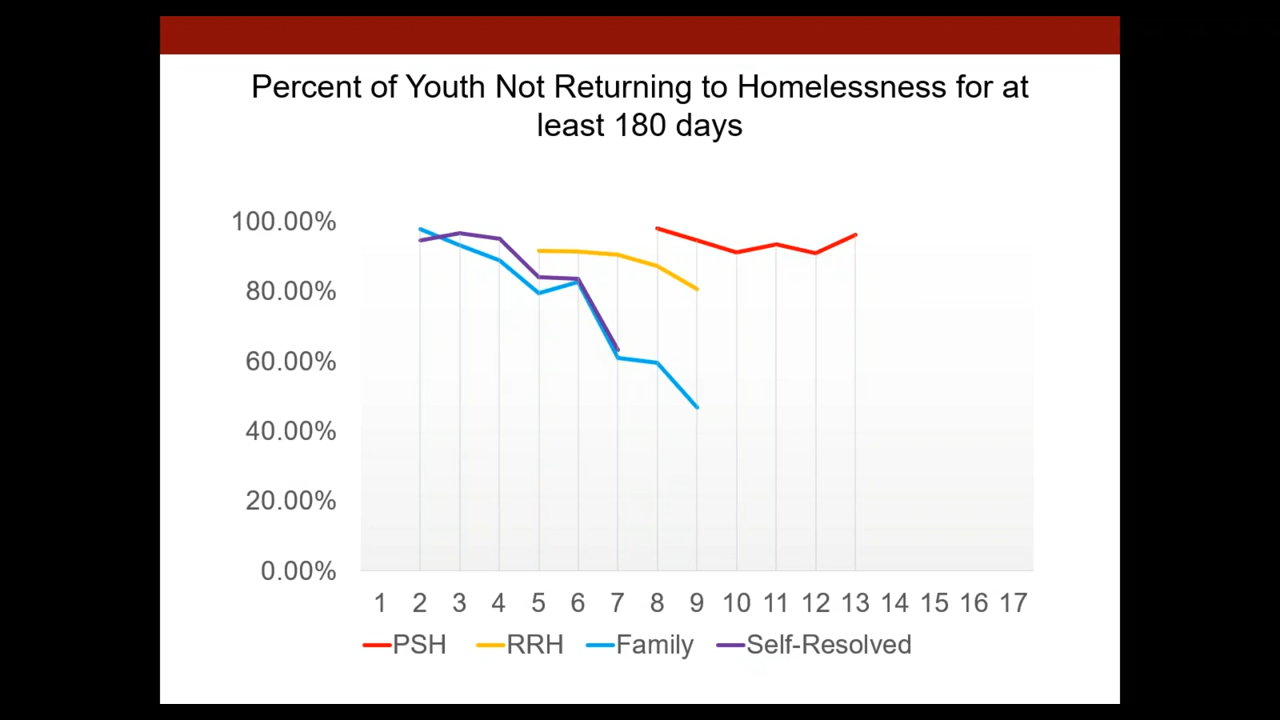 Percent of Youth Not Returning to Homelessness for at
least 180 days
100.00%
80.00%
60.00%
40.00%
20.00%
0.00%
1 2 3 4 5 6 7 8 9 10 11 12 13 14 15 16 17
PSH RRH Family Self-Resolved